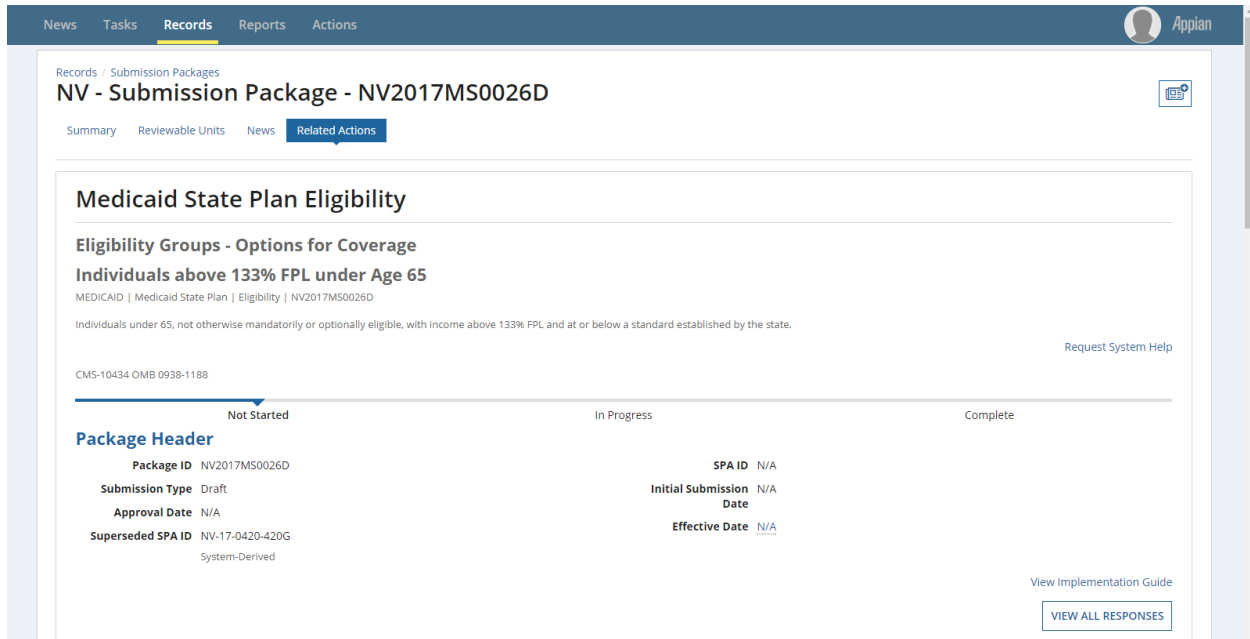 News Tasks Records Reports Actions Appian
Records / Submission Packages
NV - Submission Package - NV2017MS0026D
Summary Reviewable Units News Related Actions
Medicaid State Plan Eligibility
Eligibility Groups - Options for Coverage
Individuals above 133% FPL under Age 65
MEDICAID | Medicaid State Plan | Eligibility | NV2017MS0026D
Individuals under 65, not otherwise mandatorily or optionally eligible, with income above 133% FPL and at or below a standard established by the state.
Request System Help
CMS-10434 OMB 0938-1188
Not Started In Progress Complete
Package Header
Package ID NV2017MS0026D
Submission Type Draft
Approval Date N/A
Superseded SPA ID NV-17-0420-420G
System-Derived
SPA ID N/A
Initial Submission N/A
Date
Effective Date N/A
View Implementation Guide
VIEW ALL RESPONSES